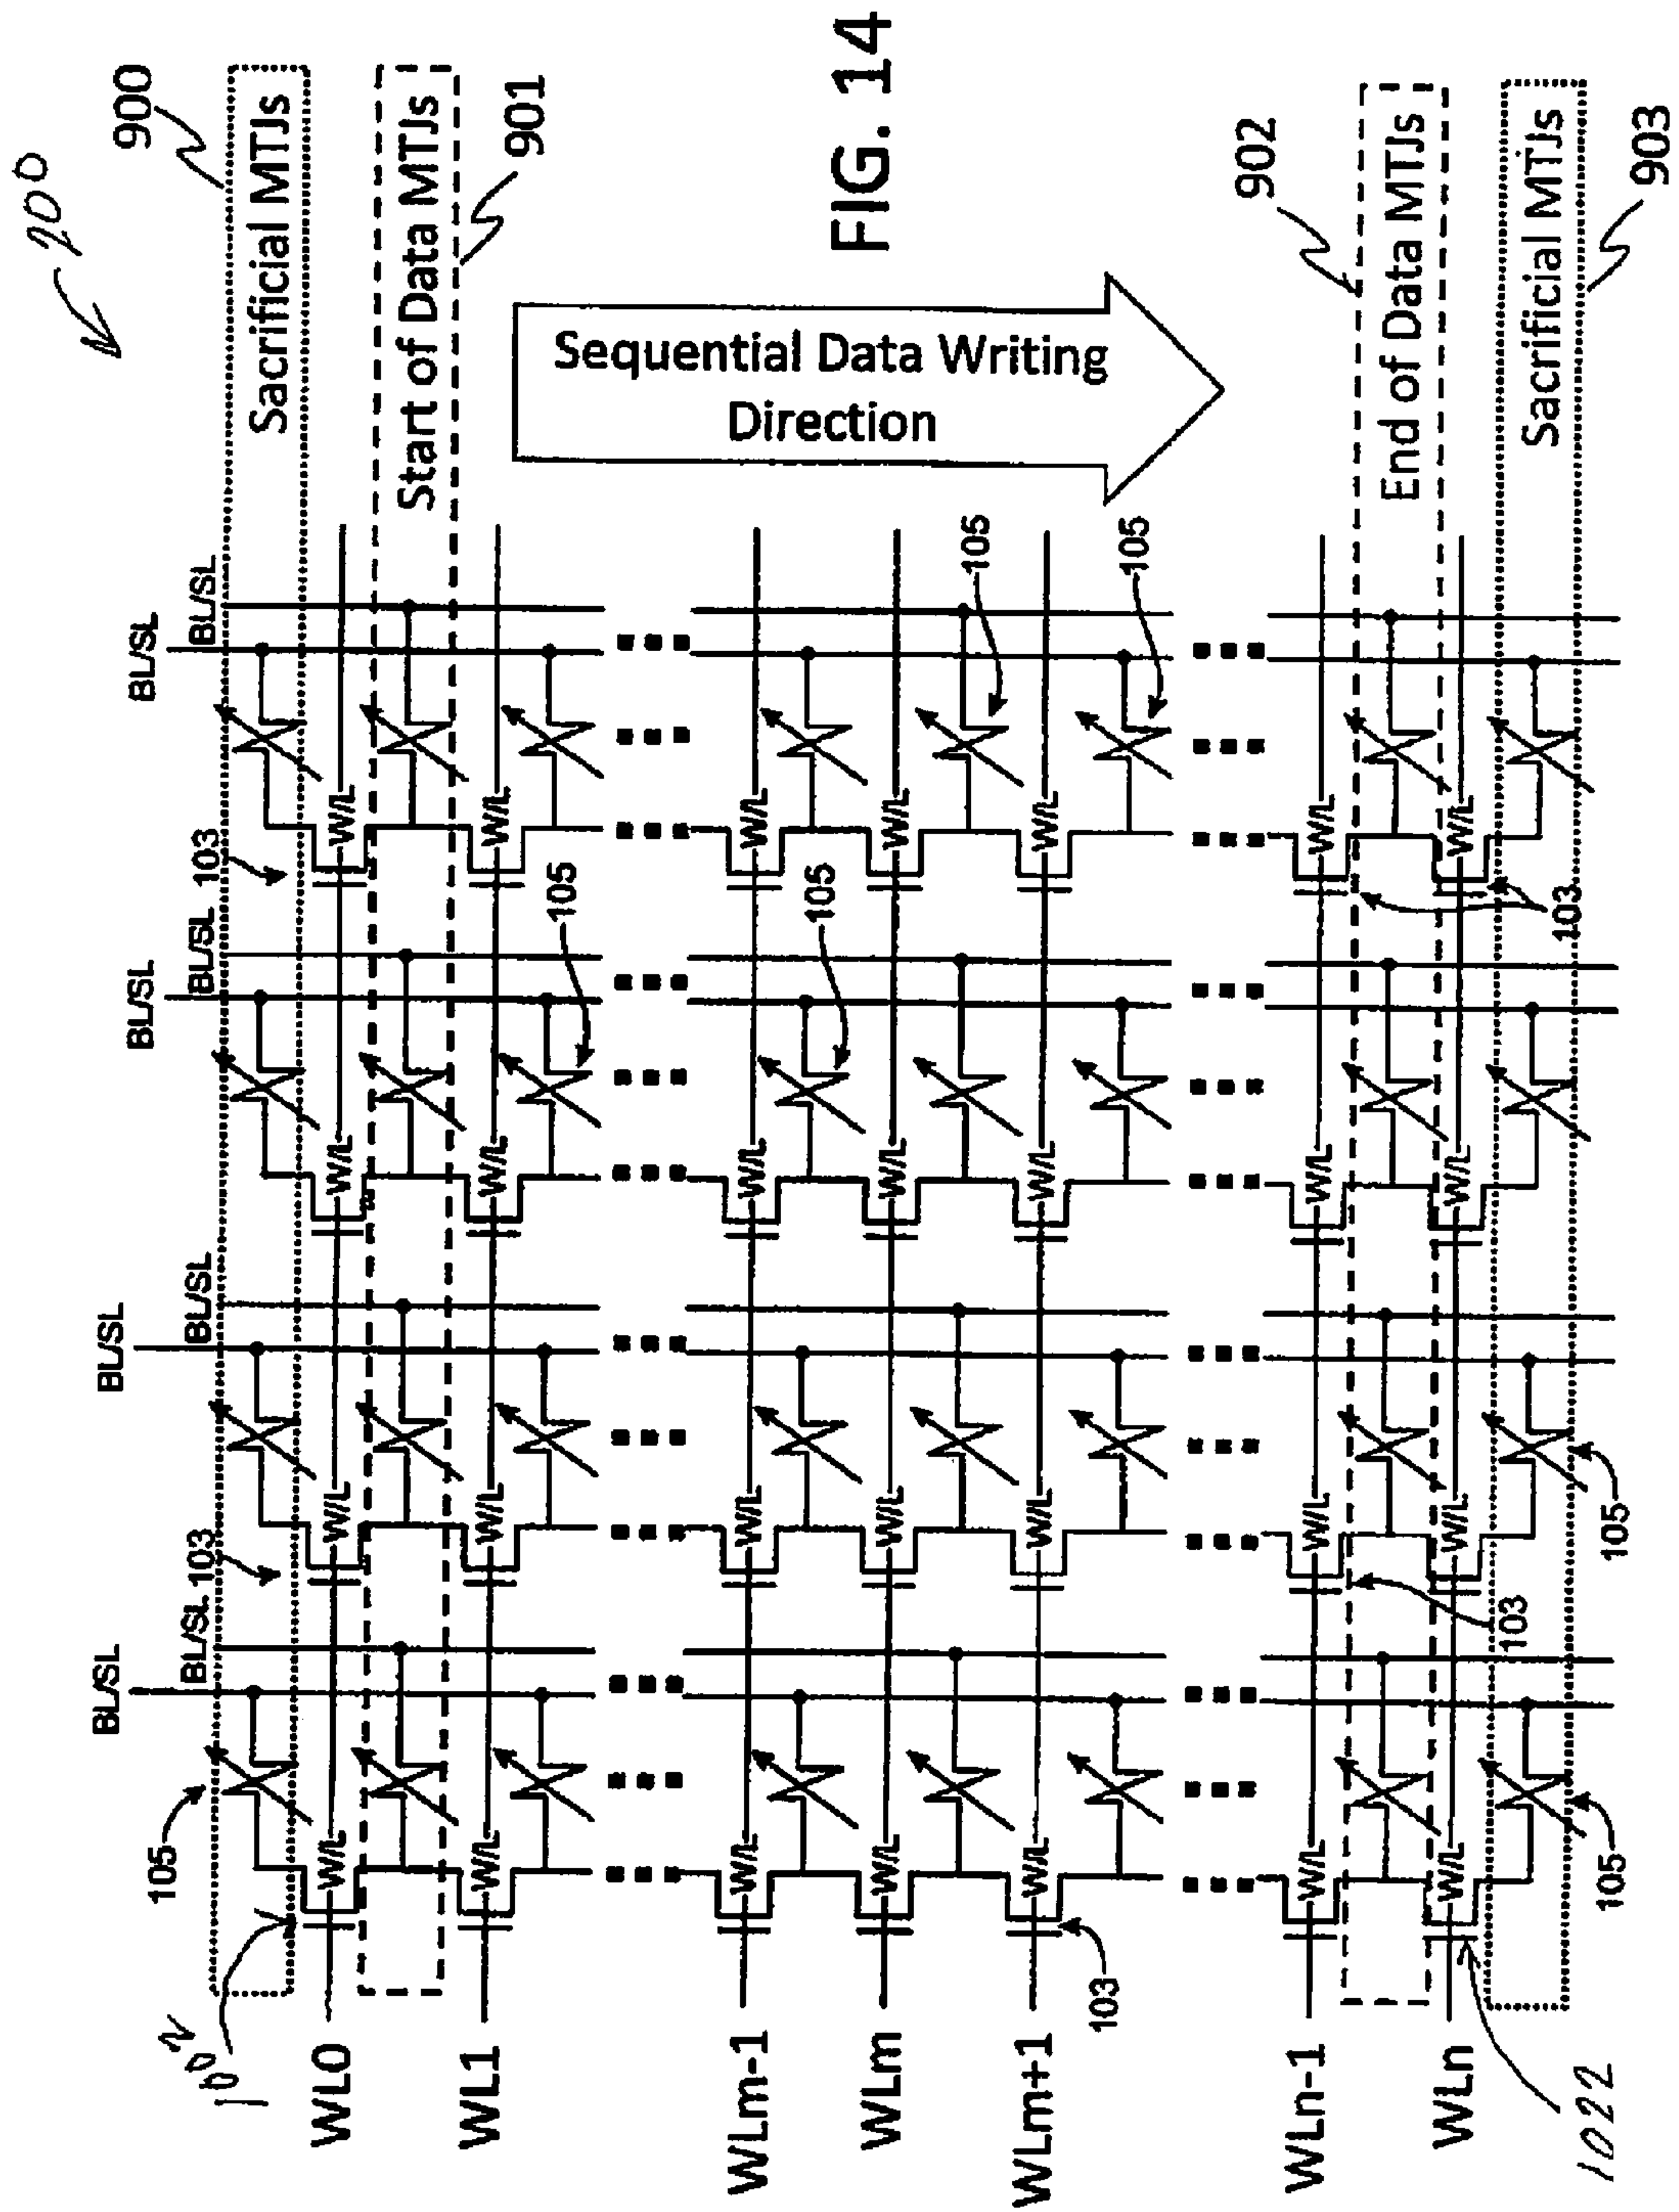 200
BL/SL
BL/SL
BL/SL
BL/SL
900
105
BL/SL
103
BL/SL
BL/SL
103
BL/SL
1002
Sacrificial MTJs
WL0
W/L
W/L
W/L
W/L
Start of Data MTJs
WL1
W/L
W/L
W/L
W/L
901
105
Sequential Data Writing
Direction
WLm-1
W/L
W/L
W/L
W/L
105
WLm
W/L
W/L
W/L
W/L
FIG. 14
105
WLm+1
W/L
W/L
W/L
W/L
103
105
902
WLn-1
W/L
W/L
W/L
W/L
End of Data MTJs
WLn
W/L
W/L
W/L
W/L
103
103
Sacrificial MTJs
1022
105
105
903